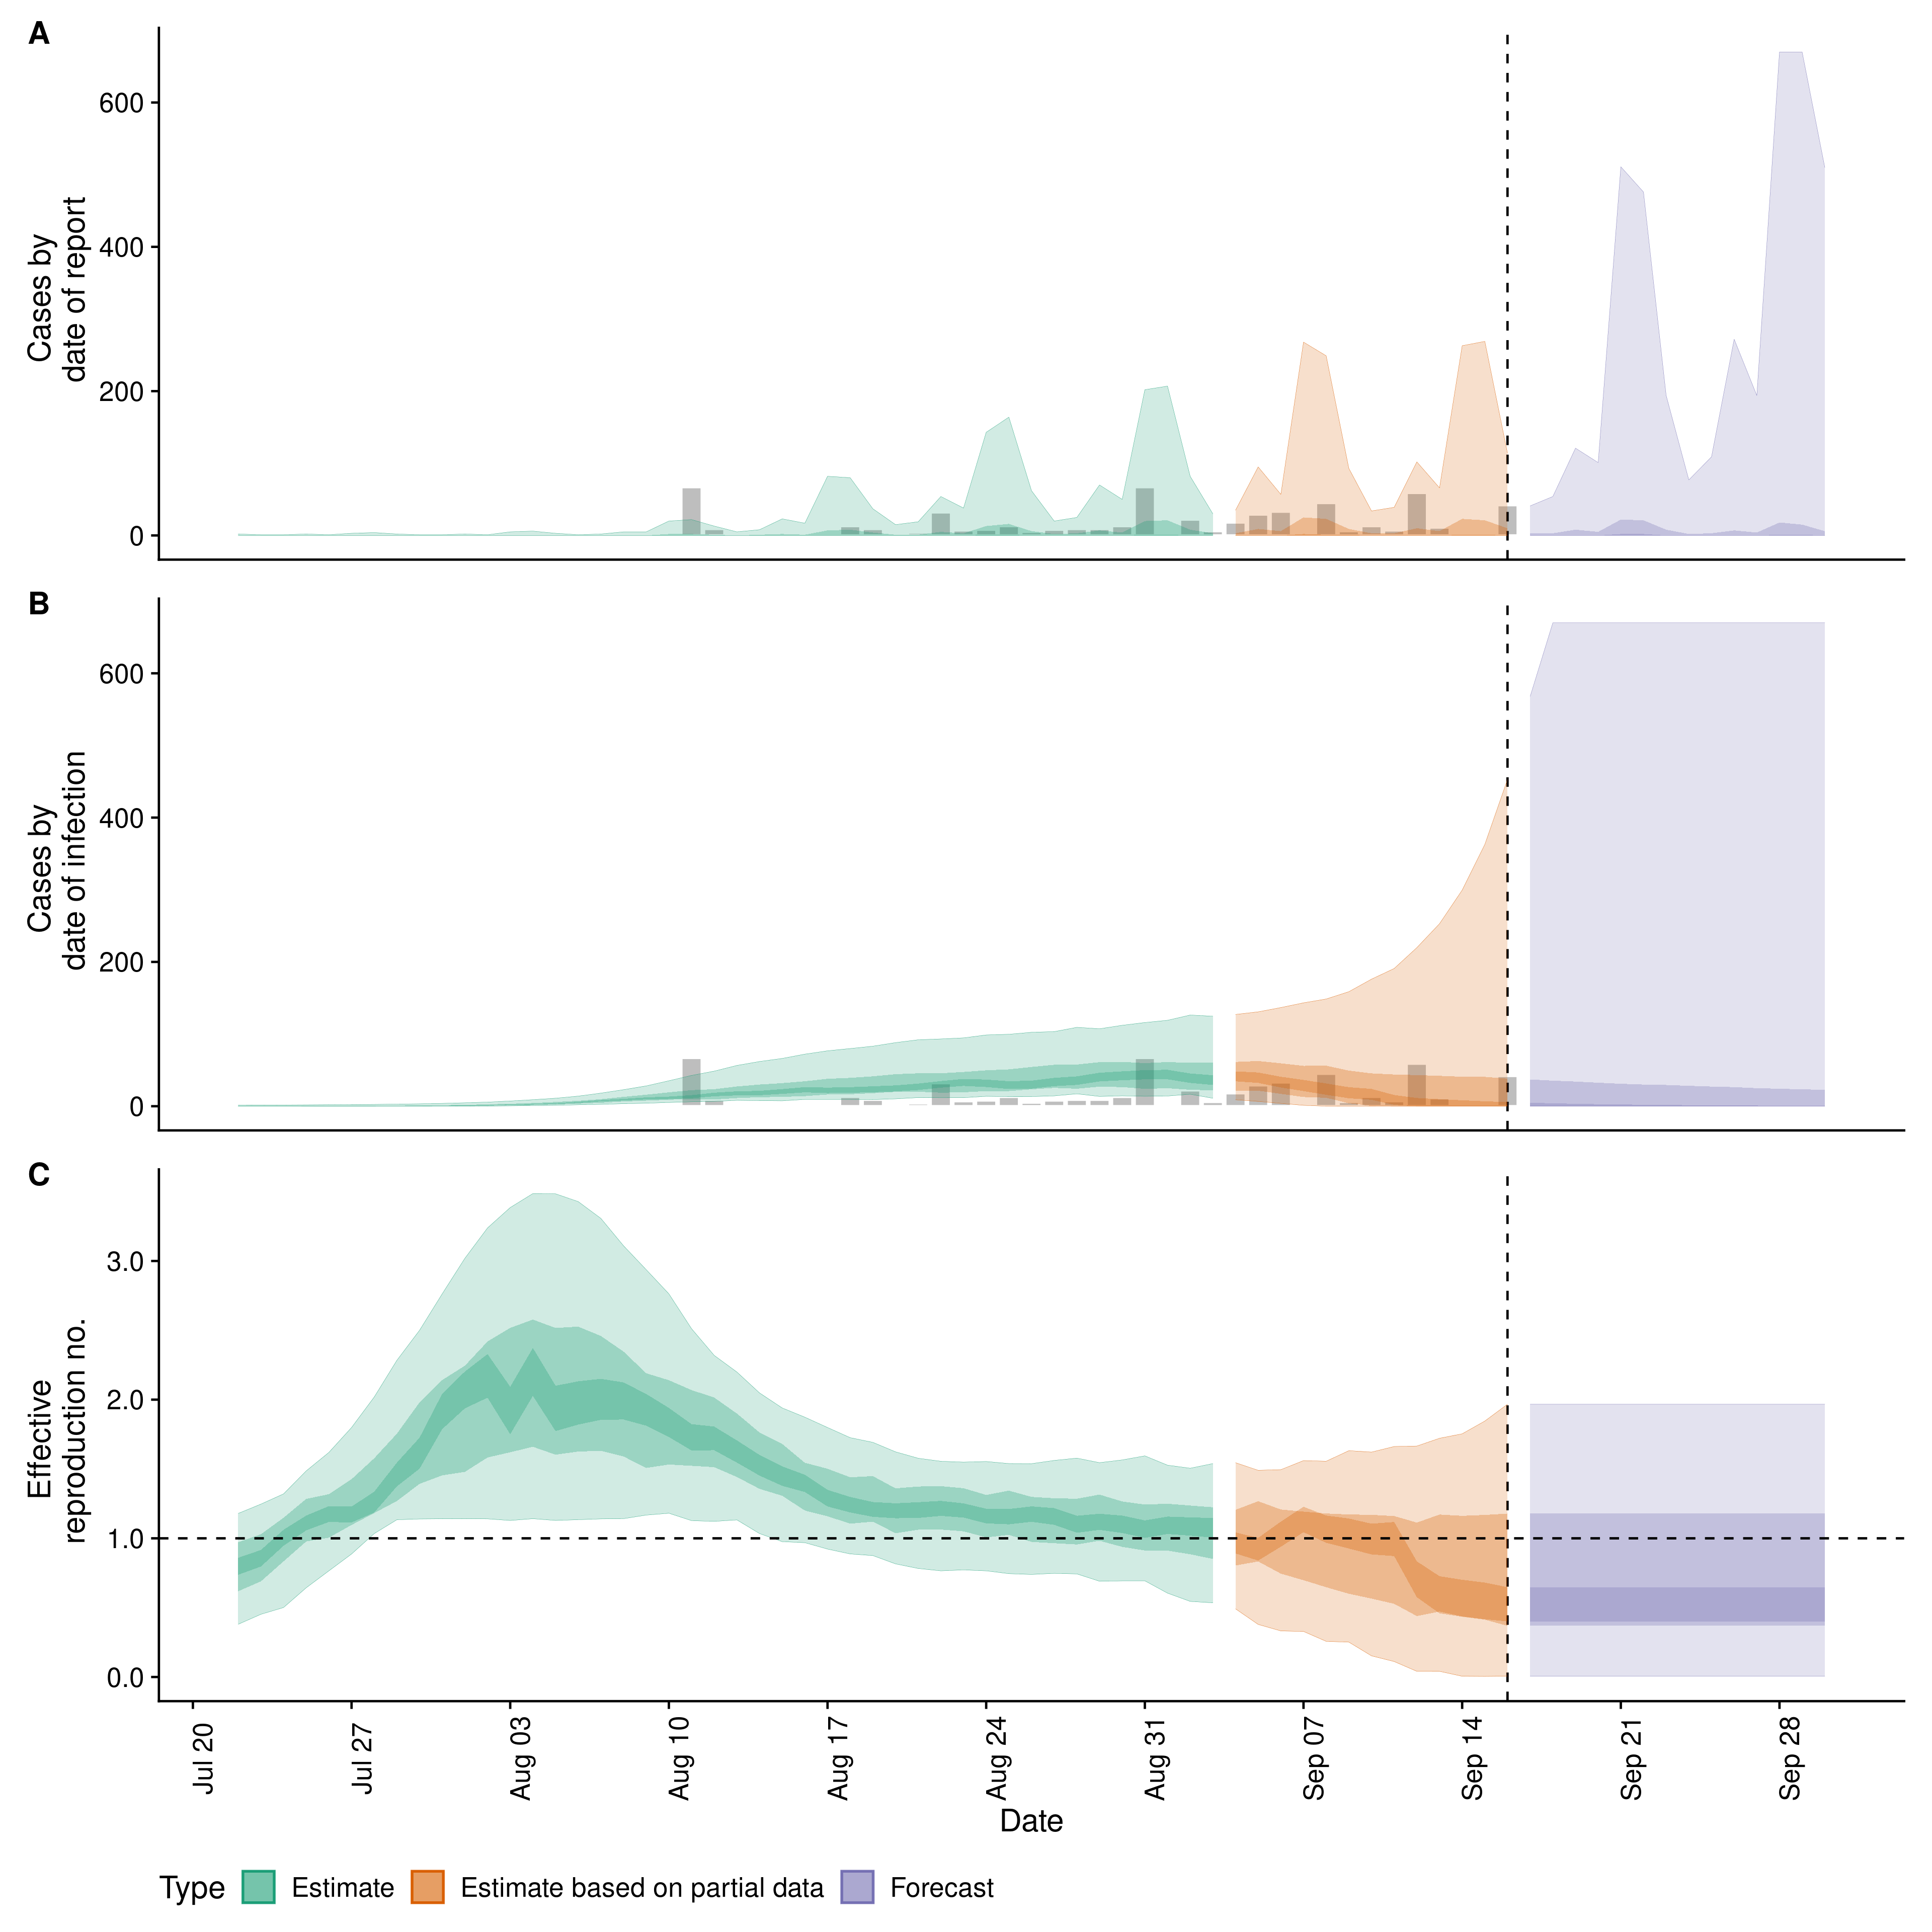 A
Cases by
date of report
600
400
200
0
B
Cases by
date of infection
600
400
200
0
C
Effective
reproduction no.
3.0
2.0
1.0
0.0
Jul 20
Jul 27
Aug 03
Aug 10
Aug 17
Aug 24
Aug 31
Sep 07
Sep 14
Sep 21
Sep 28
Date
Type Estimate Estimate based on partial data Forecast